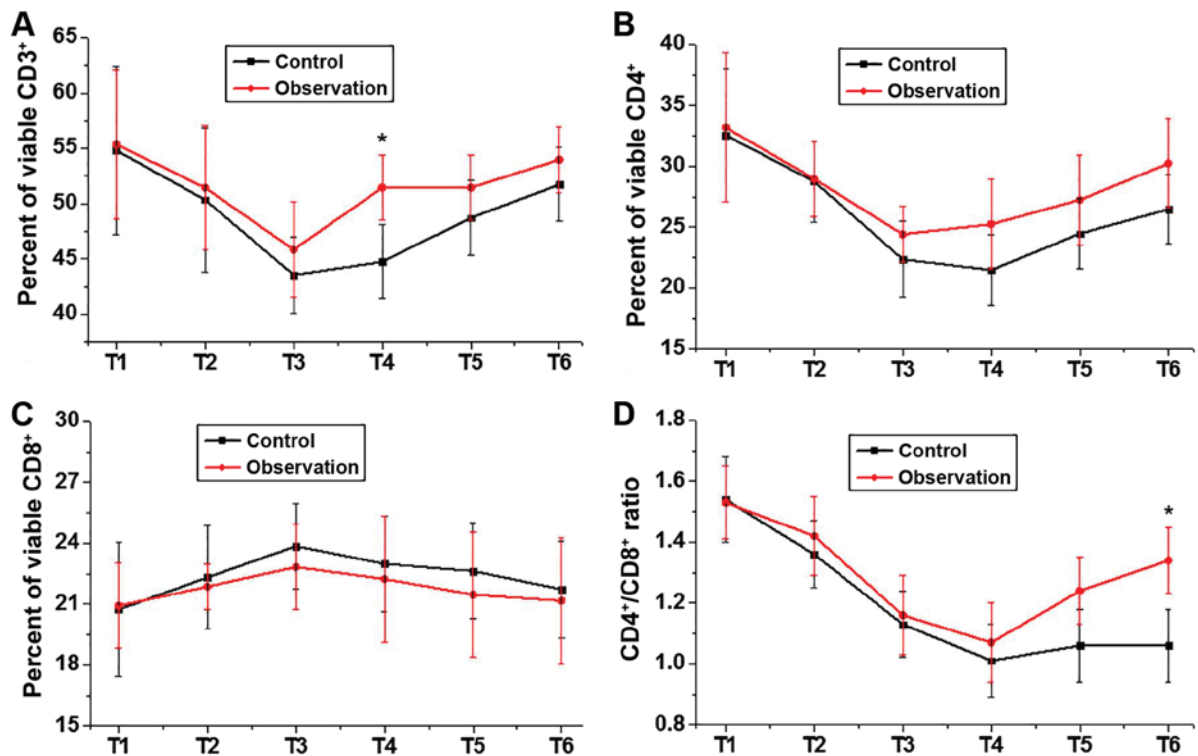 A
Percent of viable CD3⁺
65
60
55
50
45
40
Control
Observation
*
T1 T2 T3 T4 T5 T6
B
Percent of viable CD4⁺
40
35
30
25
20
15
Control
Observation
T1 T2 T3 T4 T5 T6
C
Percent of viable CD8⁺
30
27
24
21
18
15
Control
Observation
T1 T2 T3 T4 T5 T6
D
CD4⁺/CD8⁺ ratio
1.8
1.6
1.4
1.2
1.0
0.8
Control
Observation
*
T1 T2 T3 T4 T5 T6